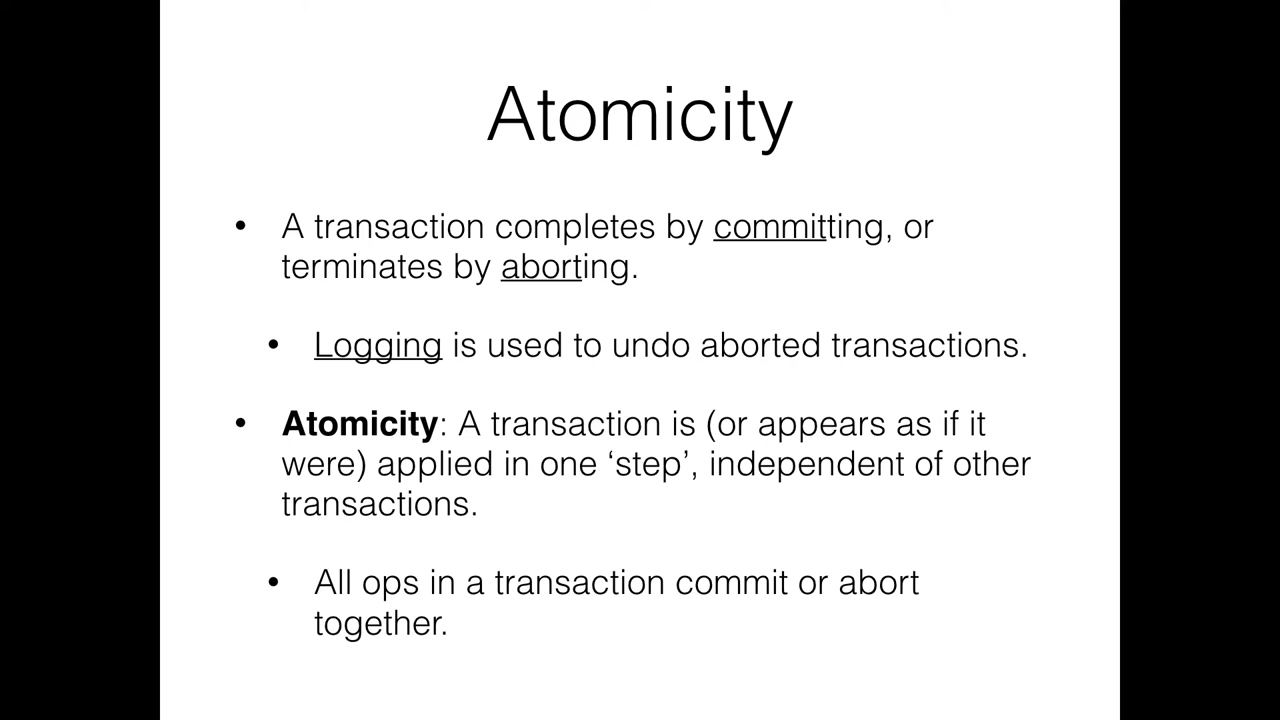 Atomicity
• A transaction completes by committing, or
terminates by aborting.
• Logging is used to undo aborted transactions.
• Atomicity: A transaction is (or appears as if it
were) applied in one ‘step’, independent of other
transactions.
• All ops in a transaction commit or abort
together.